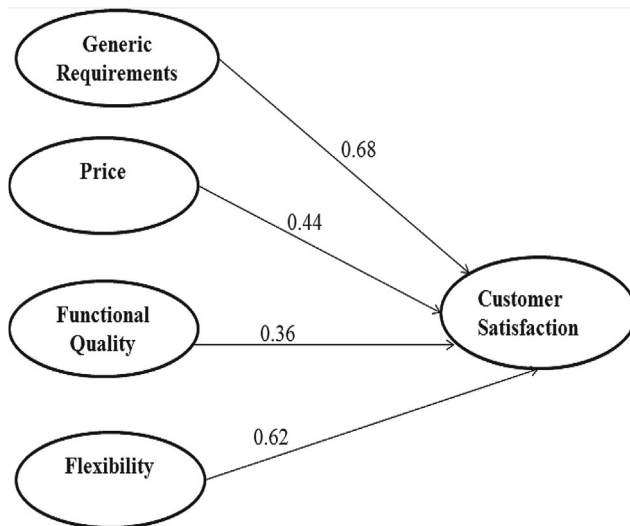 Generic
Requirements
0.68
Price
0.44
Customer
Satisfaction
Functional
Quality
0.36
0.62
Flexibility